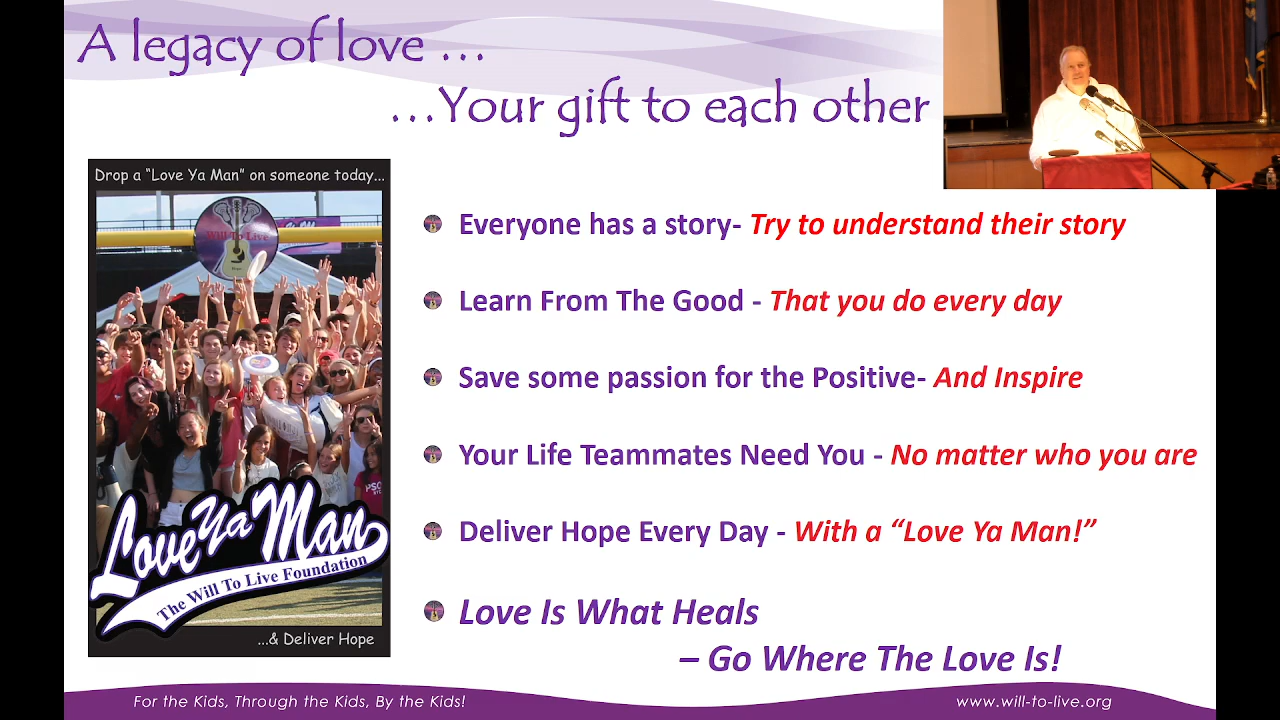 A legacy of love ...
...Your gift to each other
Drop a “Love Ya Man” on someone today...
Will To Live
Hope
Love Ya Man
The Will To Live Foundation
...& Deliver Hope
Everyone has a story- Try to understand their story
Learn From The Good - That you do every day
Save some passion for the Positive- And Inspire
Your Life Teammates Need You - No matter who you are
Deliver Hope Every Day - With a “Love Ya Man!”
Love Is What Heals
– Go Where The Love Is!
For the Kids, Through the Kids, By the Kids!
www.will-to-live.org